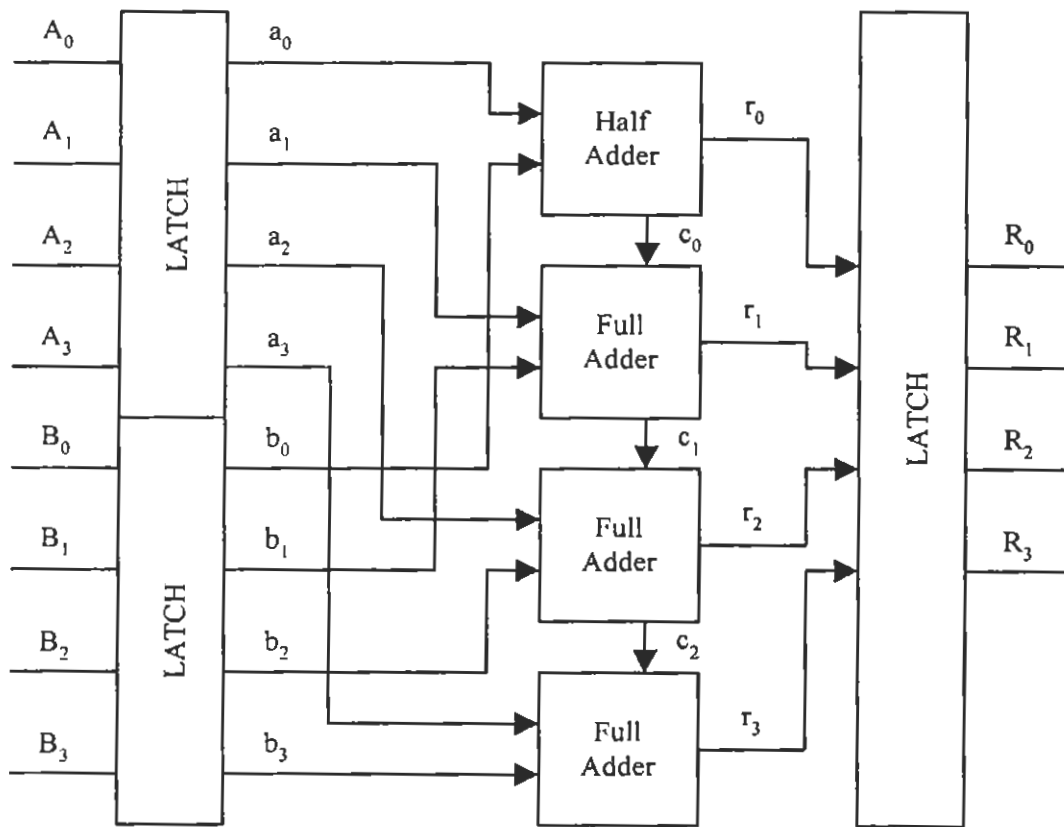 A₀ a₀
Half
Adder
r₀
A₁ a₁
LATCH
A₂ a₂ c₀ R₀
Full
Adder
r₁
A₃ a₃ R₁
LATCH
B₀ b₀ c₁ R₂
Full
Adder
r₂
B₁ b₁ R₃
LATCH
B₂ b₂ c₂
Full
Adder
r₃
B₃ b₃